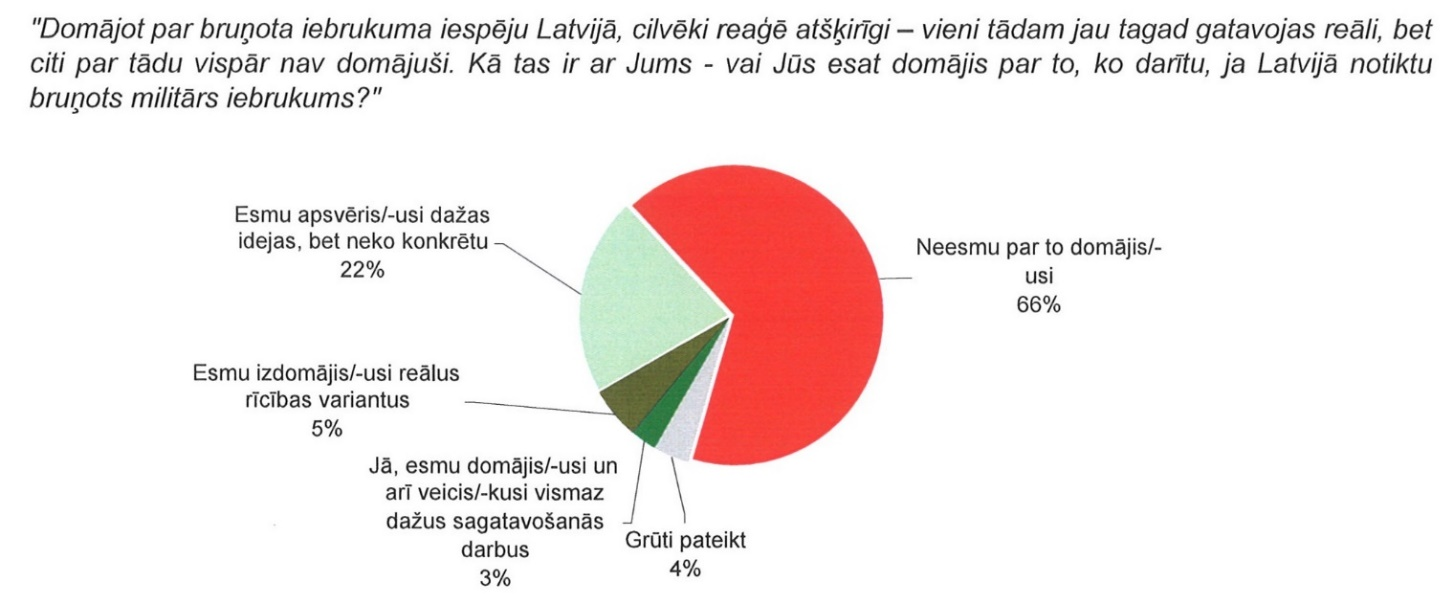 "Domājot par bruņota iebrukuma iespēju Latvijā, cilvēki reaģē atšķirīgi – vieni tādam jau tagad gatavojas reāli, bet
citi par tādu vispār nav domājuši. Kā tas ir ar Jums - vai Jūs esat domājis par to, ko darītu, ja Latvijā notiktu
bruņots militārs iebrukums?"
Esmu apsvēris/-usi dažas
idejas, bet neko konkrētu
22%
Neesmu par to domājis/-
usi
66%
Esmu izdomājis/-usi reālus
rīcības variantus
5%
Jā, esmu domājis/-usi un
arī veicis/-kusi vismaz
dažus sagatavošanās
darbus
3%
Grūti pateikt
4%